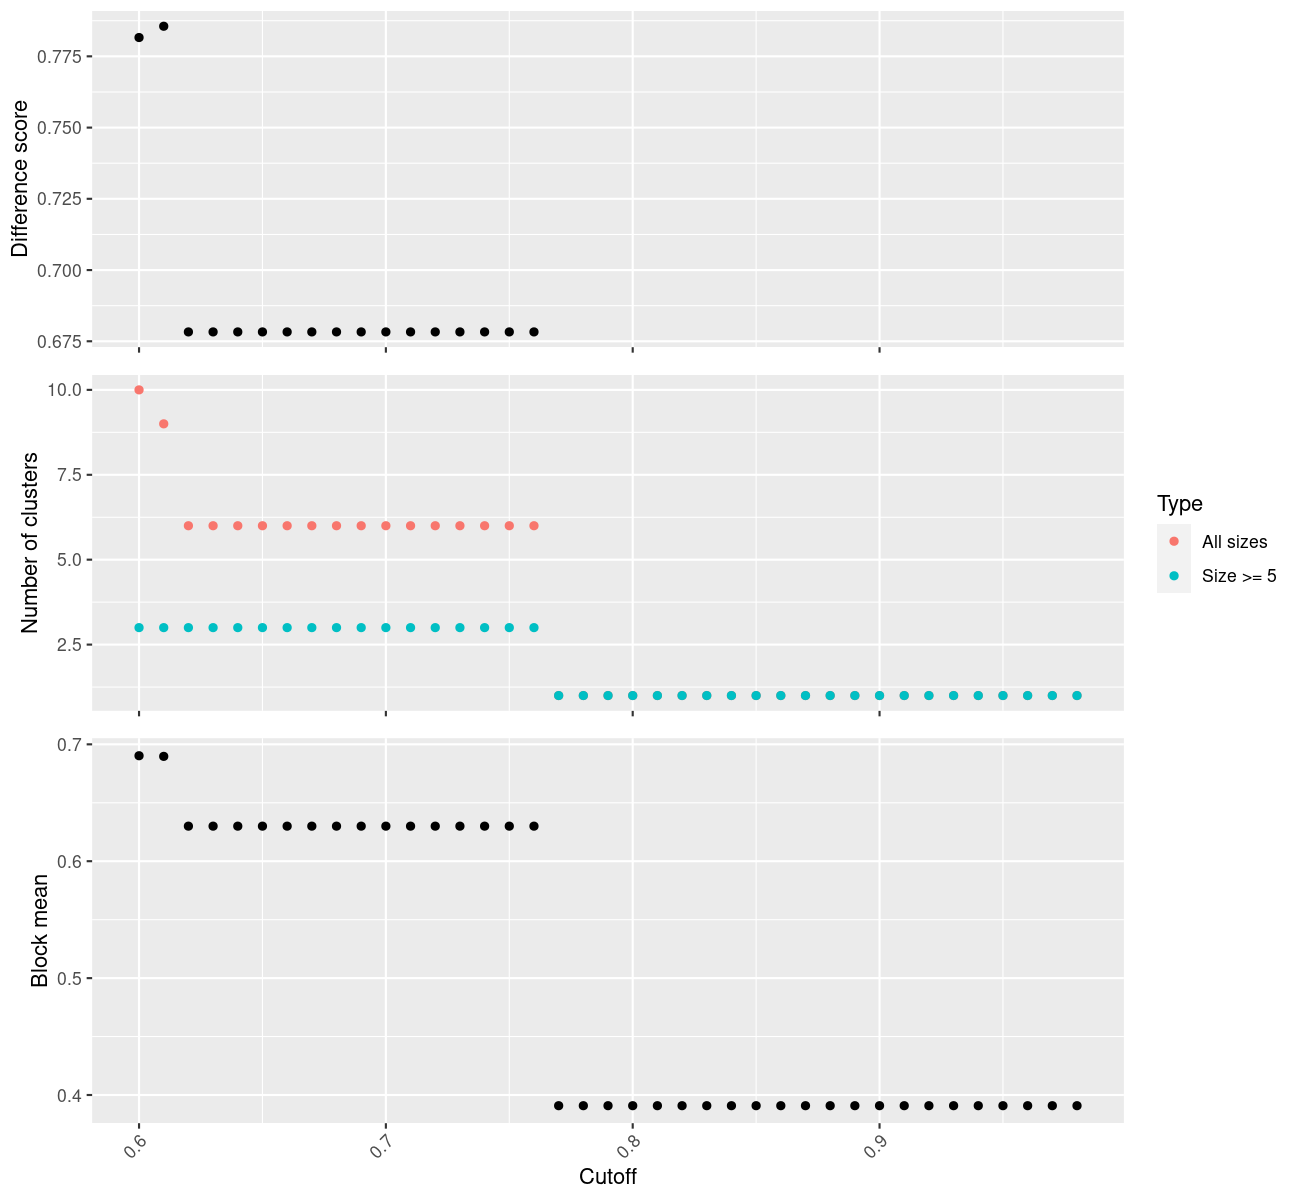 Difference score
0.775
0.750
0.725
0.700
0.675
Number of clusters
10.0
7.5
5.0
2.5
Type
All sizes
Size >= 5
Block mean
0.7
0.6
0.5
0.4
0.6 0.7 0.8 0.9
Cutoff